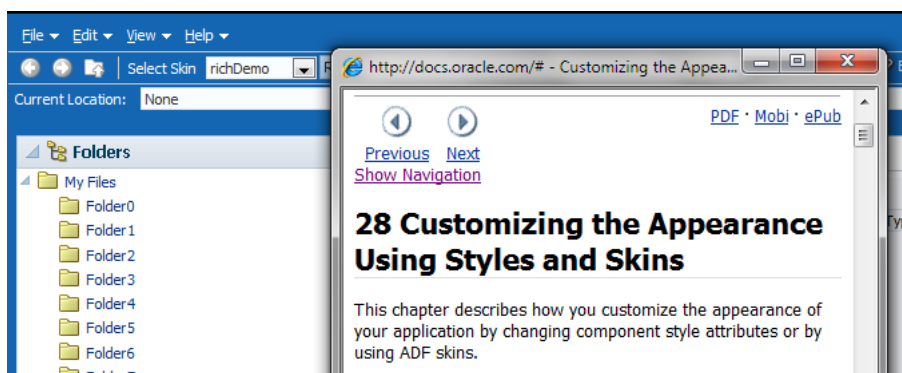 File Edit View Help
Select Skin richDemo
Current Location: None
Folders
My Files
Folder0
Folder1
Folder2
Folder3
Folder4
Folder5
Folder6
http://docs.oracle.com/# - Customizing the Appea...
PDF · Mobi · ePub
Previous Next
Show Navigation
28 Customizing the Appearance
Using Styles and Skins
This chapter describes how you customize the appearance of
your application by changing component style attributes or by
using ADF skins.